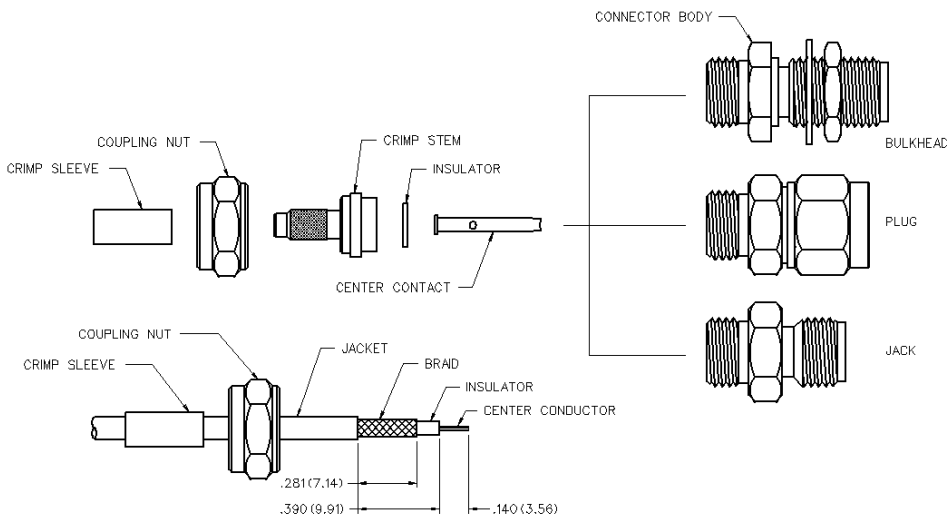 CONNECTOR BODY
COUPLING NUT
CRIMP STEM
CRIMP SLEEVE
INSULATOR
BULKHEAD
PLUG
CENTER CONTACT
COUPLING NUT
JACKET
CRIMP SLEEVE
BRAID
JACK
INSULATOR
CENTER CONDUCTOR
.281(7.14)
.390(9.91)
.140(3.56)